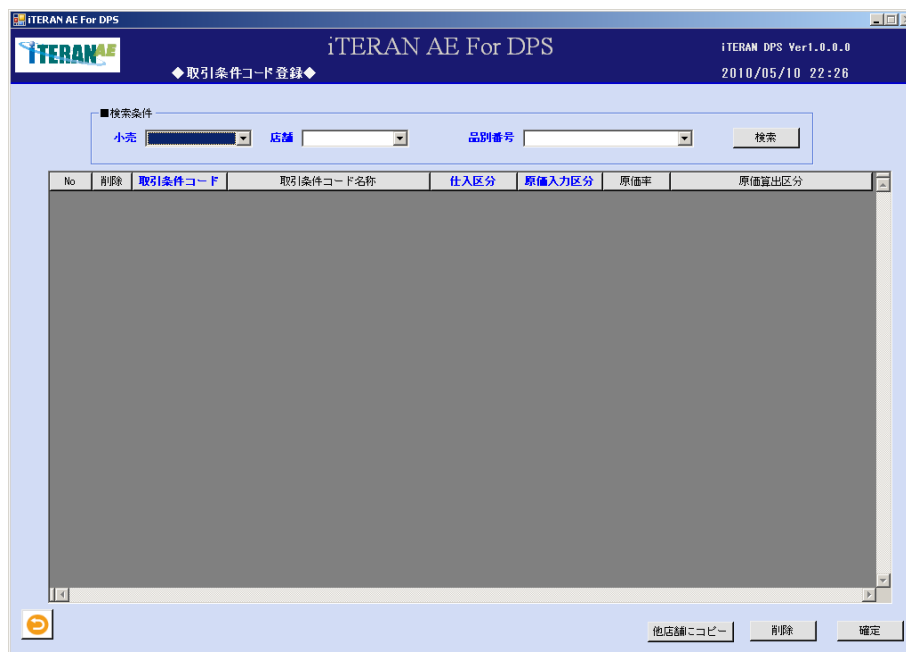 iTERAN AE For DPS
iTERAN AE
iTERAN AE For DPS
iTERAN DPS Ver1.0.0.0
◆取引条件コード登録◆
2010/05/10 22:26
■検索条件
小売 店舗 品別番号 検索
No 削除 取引条件コード 取引条件コード名称 仕入区分 原価入力区分 原価率 原価算出区分
他店舗にコピー 削除 確定